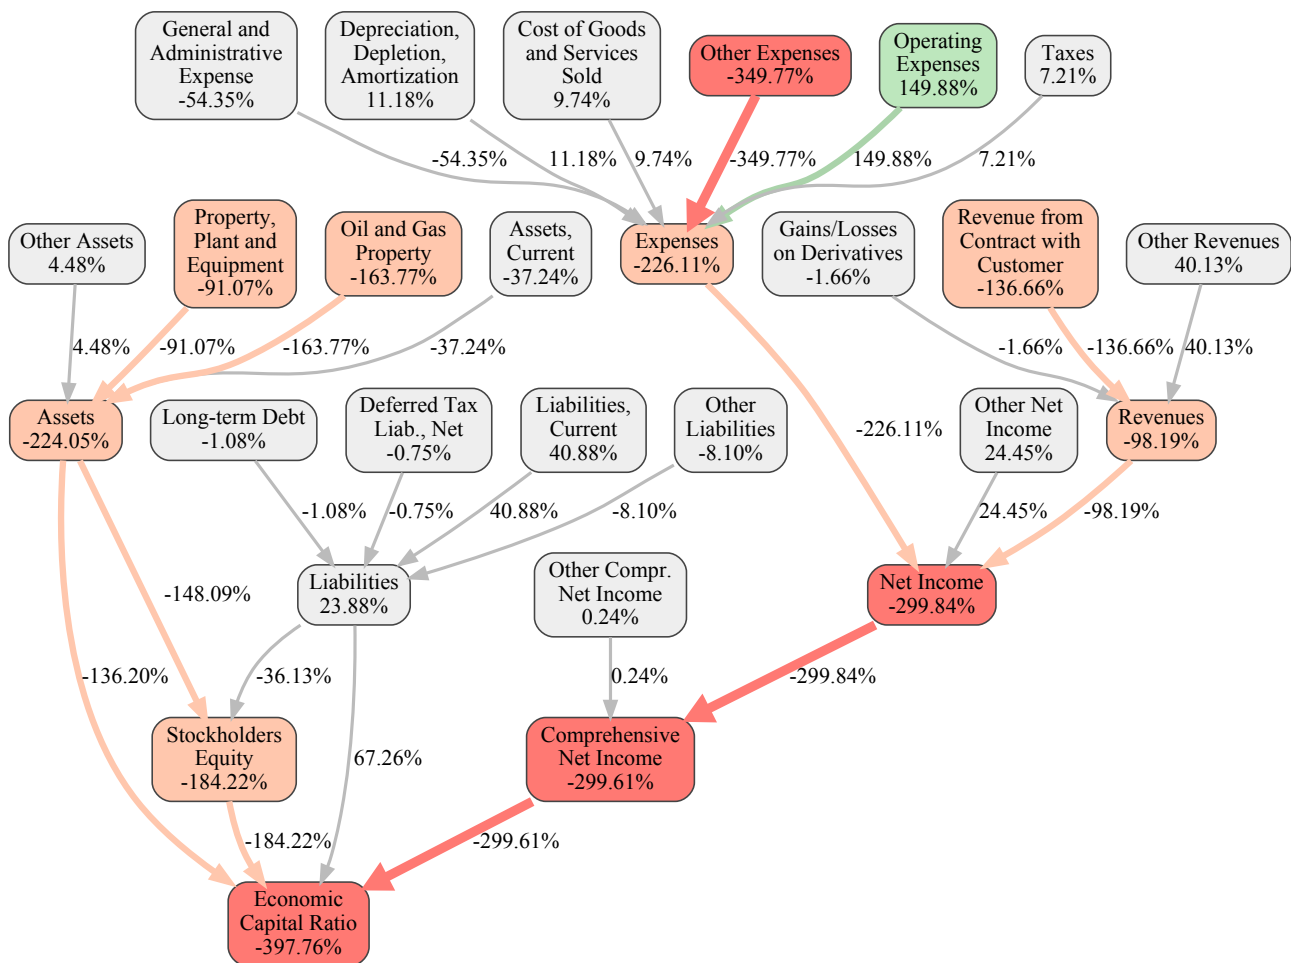 General and
Administrative
Expense
-54.35%
Depreciation,
Depletion,
Amortization
11.18%
Cost of Goods
and Services
Sold
9.74%
Other Expenses
-349.77%
Operating
Expenses
149.88%
Taxes
7.21%
-54.35%
11.18%
9.74%
-349.77%
149.88%
7.21%
Other Assets
4.48%
Property,
Plant and
Equipment
-91.07%
Oil and Gas
Property
-163.77%
Assets,
Current
-37.24%
Expenses
-226.11%
Gains/Losses
on Derivatives
-1.66%
Revenue from
Contract with
Customer
-136.66%
Other Revenues
40.13%
4.48%
-91.07%
-163.77%
-37.24%
-1.66%
-136.66%
40.13%
Assets
-224.05%
Long-term Debt
-1.08%
Deferred Tax
Liab., Net
-0.75%
Liabilities,
Current
40.88%
Other
Liabilities
-8.10%
-226.11%
Other Net
Income
24.45%
Revenues
-98.19%
-1.08%
-0.75%
40.88%
-8.10%
24.45%
-98.19%
-148.09%
Liabilities
23.88%
Other Compr.
Net Income
0.24%
Net Income
-299.84%
-136.20%
-36.13%
0.24%
-299.84%
Stockholders
Equity
-184.22%
67.26%
Comprehensive
Net Income
-299.61%
-184.22%
-299.61%
Economic
Capital Ratio
-397.76%